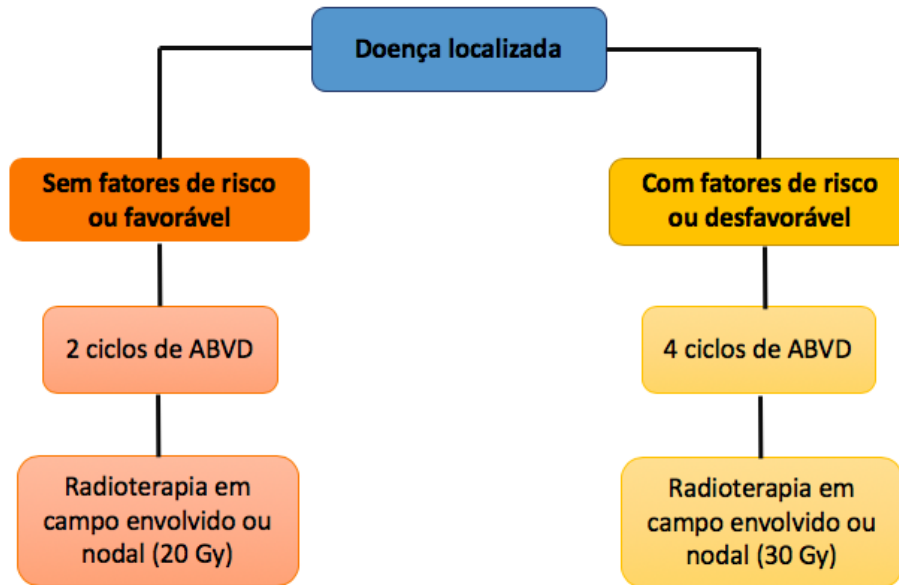 Doença localizada
Sem fatores de risco
ou favorável
2 ciclos de ABVD
Radioterapia em
campo envolvido ou
nodal (20 Gy)
Com fatores de risco
ou desfavorável
4 ciclos de ABVD
Radioterapia em
campo envolvido ou
nodal (30 Gy)